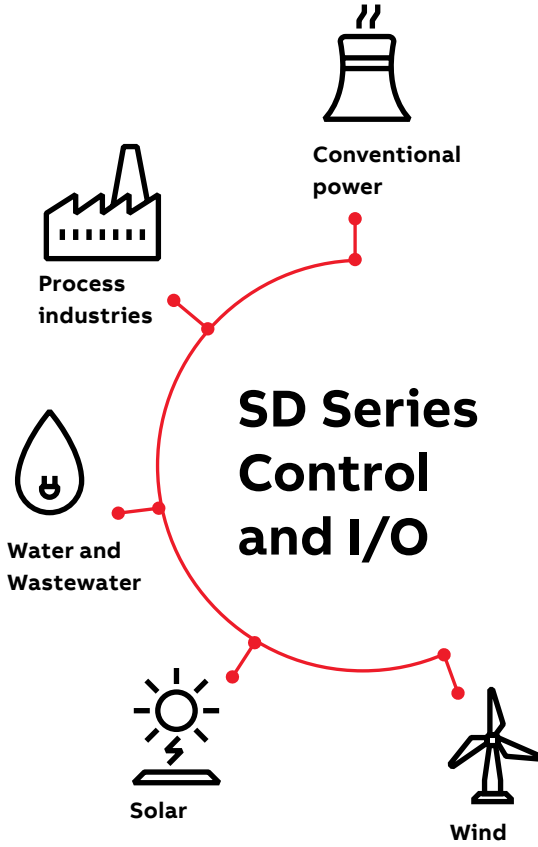 Conventional
power
Process
industries
SD Series
Control
and I/O
Water and
Wastewater
Solar
Wind